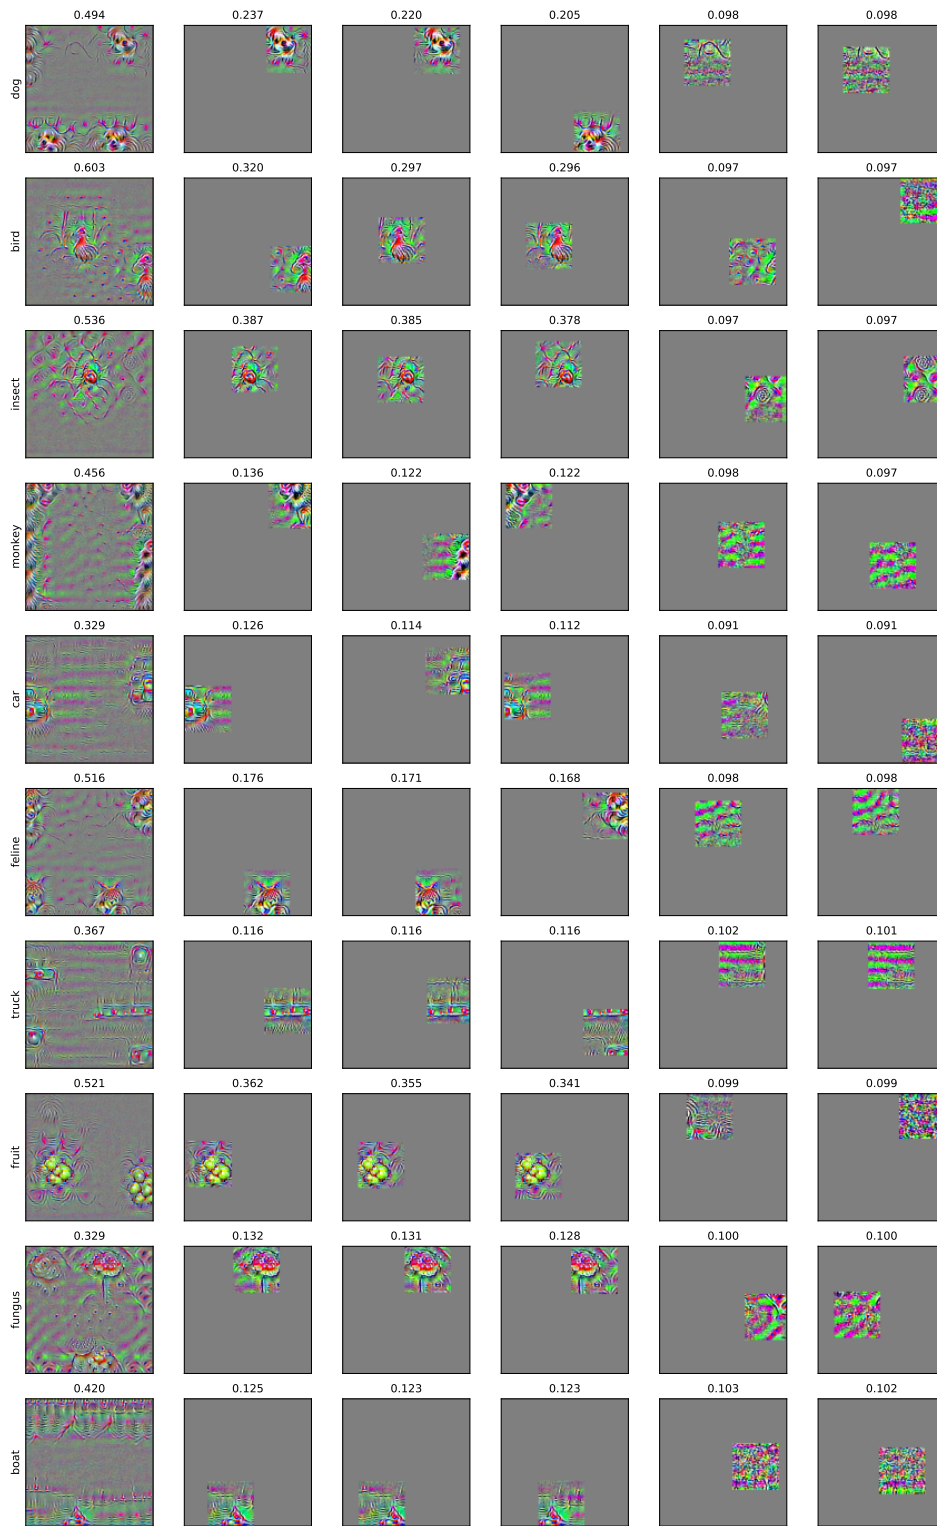 0.494 0.237 0.220 0.205 0.098 0.098
dog
0.603 0.320 0.297 0.296 0.097 0.097
bird
0.536 0.387 0.385 0.378 0.097 0.097
insect
0.456 0.136 0.122 0.122 0.098 0.097
monkey
0.329 0.126 0.114 0.112 0.091 0.091
car
0.516 0.176 0.171 0.168 0.098 0.098
feline
0.367 0.116 0.116 0.116 0.102 0.101
truck
0.521 0.362 0.355 0.341 0.099 0.099
fruit
0.329 0.132 0.131 0.128 0.100 0.100
fungus
0.420 0.125 0.123 0.123 0.103 0.102
boat